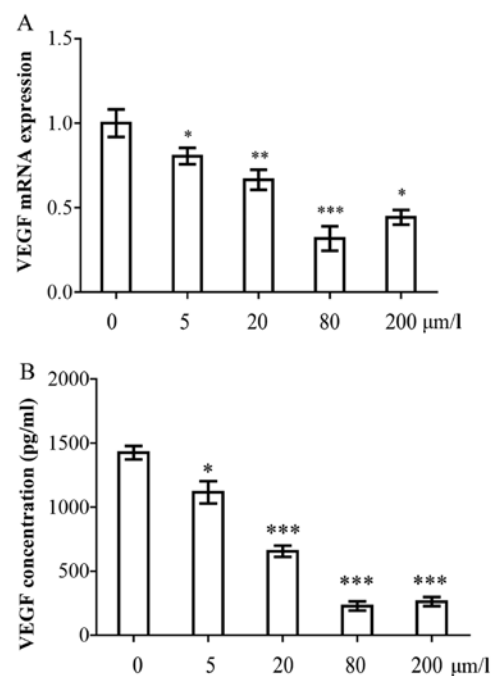 A
VEGF mRNA expression
1.5
1.0
0.5
0.0
*
**
***
*
0 5 20 80 200 μm/l
B
VEGF concentration (pg/ml)
2000
1500
1000
500
0
*
***
***
***
0 5 20 80 200 μm/l